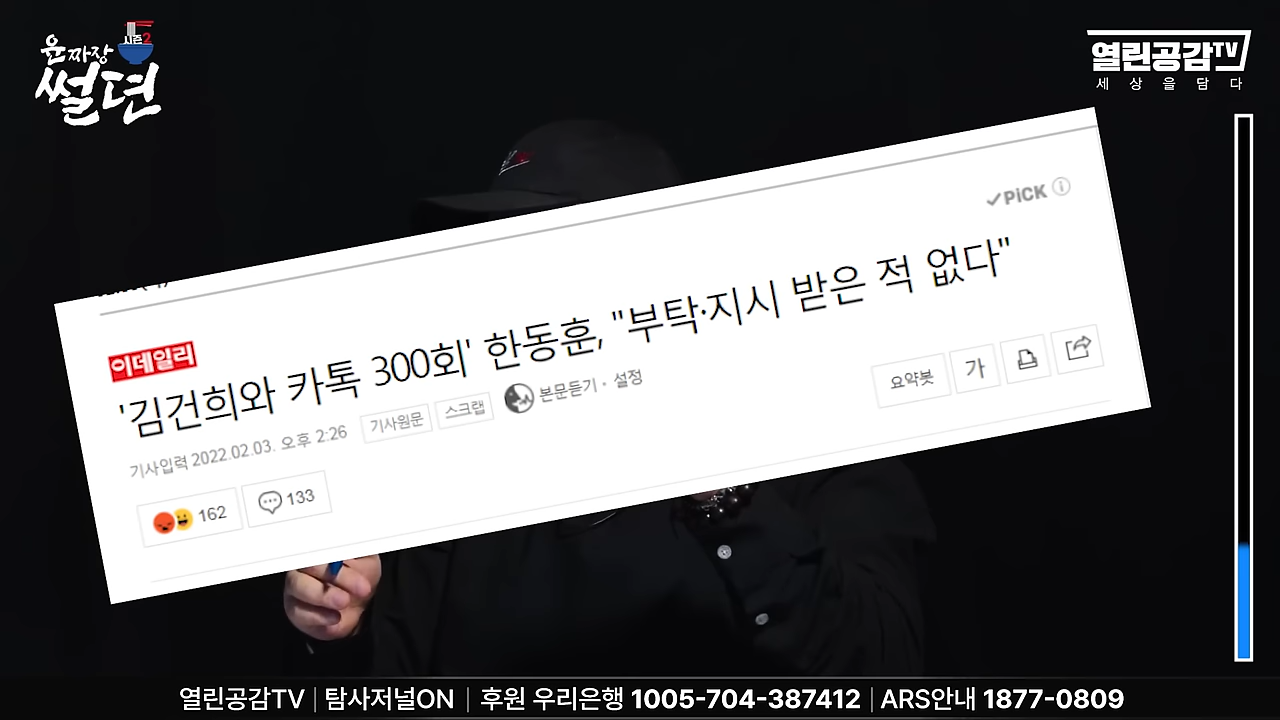 윤짜장
시즌2
썰뎐
열린공감TV
세상을담다
✓PiCK ⓘ
이데일리
'김건희와 카톡 300회' 한동훈, "부탁·지시 받은 적 없다"
기사입력 2022.02.03. 오후 2:26 기사원문 스크랩 본문듣기 · 설정
요약봇 가
162 133
열린공감TV | 탐사저널ON | 후원 우리은행 1005-704-387412 | ARS안내 1877-0809